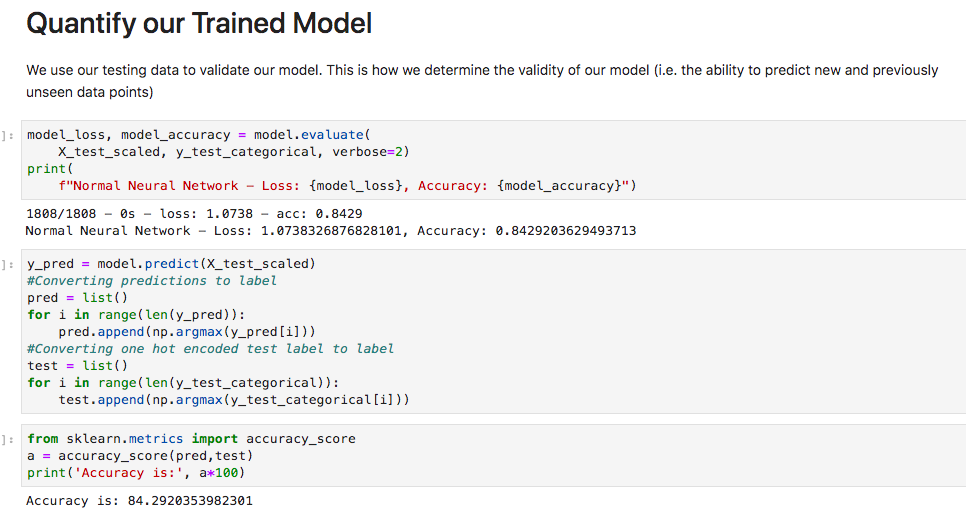 Quantify our Trained Model
We use our testing data to validate our model. This is how we determine the validity of our model (i.e. the ability to predict new and previously
unseen data points)
]: model_loss, model_accuracy = model.evaluate(
    X_test_scaled, y_test_categorical, verbose=2)
print(
    f"Normal Neural Network – Loss: {model_loss}, Accuracy: {model_accuracy}")
1808/1808 – 0s – loss: 1.0738 – acc: 0.8429
Normal Neural Network – Loss: 1.0738326876828101, Accuracy: 0.8429203629493713
]: y_pred = model.predict(X_test_scaled)
#Converting predictions to label
pred = list()
for i in range(len(y_pred)):
    pred.append(np.argmax(y_pred[i]))
#Converting one hot encoded test label to label
test = list()
for i in range(len(y_test_categorical)):
    test.append(np.argmax(y_test_categorical[i]))
]: from sklearn.metrics import accuracy_score
a = accuracy_score(pred,test)
print('Accuracy is:', a*100)
Accuracy is: 84.2920353982301